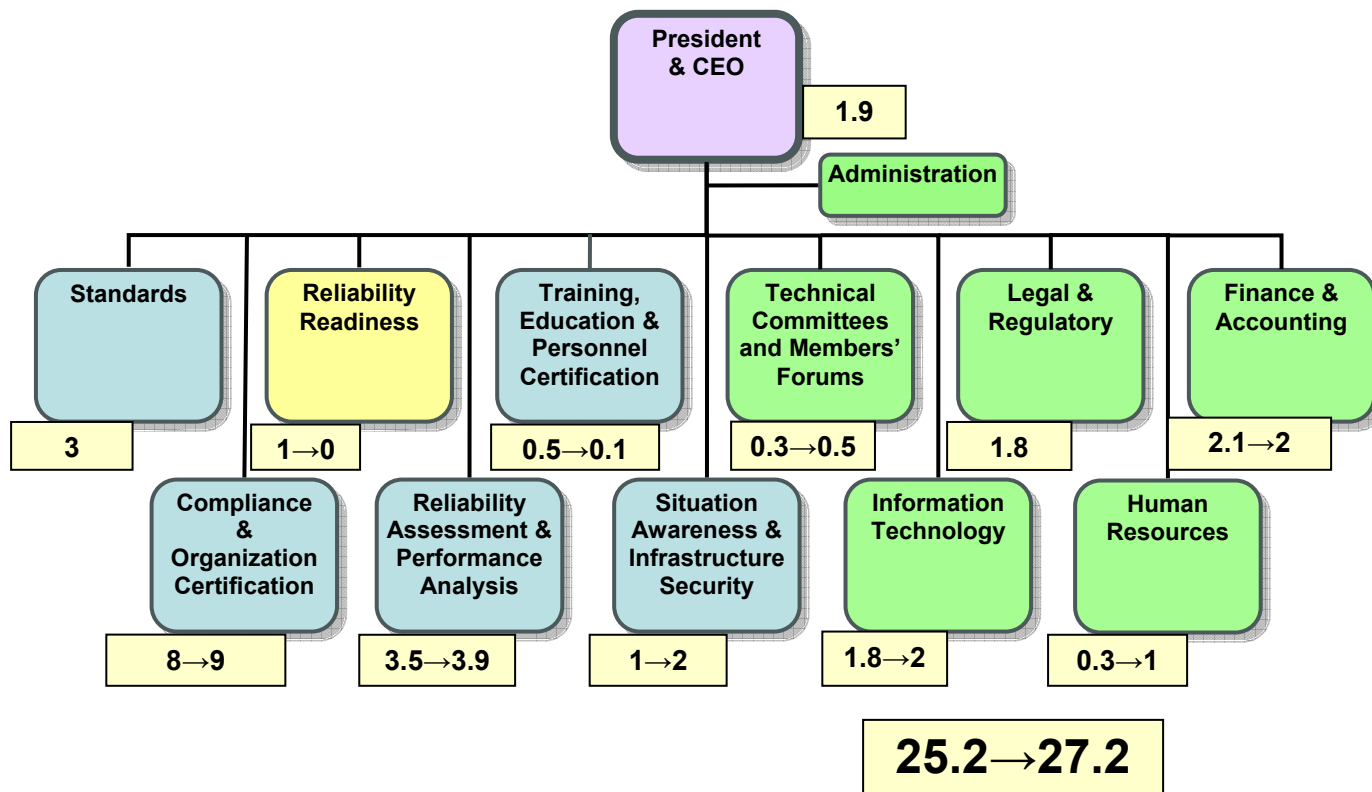 President
& CEO
1.9
Administration
Standards
3
Reliability
Readiness
1→0
Training,
Education &
Personnel
Certification
0.5→0.1
Technical
Committees
and Members’
Forums
0.3→0.5
Legal &
Regulatory
1.8
Finance &
Accounting
2.1→2
Compliance
&
Organization
Certification
8→9
Reliability
Assessment &
Performance
Analysis
3.5→3.9
Situation
Awareness &
Infrastructure
Security
1→2
Information
Technology
1.8→2
Human
Resources
0.3→1
25.2→27.2